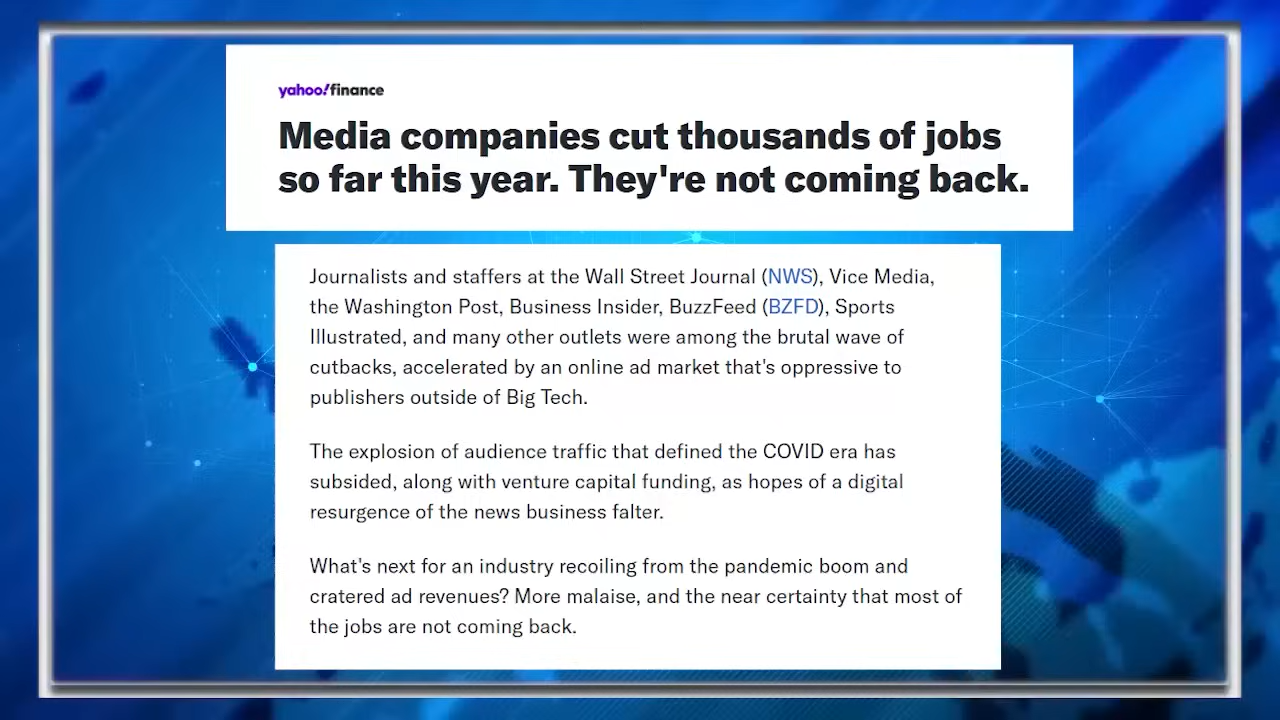 yahoo!finance
Media companies cut thousands of jobs
so far this year. They're not coming back.
Journalists and staffers at the Wall Street Journal (NWS), Vice Media,
the Washington Post, Business Insider, BuzzFeed (BZFD), Sports
Illustrated, and many other outlets were among the brutal wave of
cutbacks, accelerated by an online ad market that's oppressive to
publishers outside of Big Tech.
The explosion of audience traffic that defined the COVID era has
subsided, along with venture capital funding, as hopes of a digital
resurgence of the news business falter.
What's next for an industry recoiling from the pandemic boom and
cratered ad revenues? More malaise, and the near certainty that most of
the jobs are not coming back.